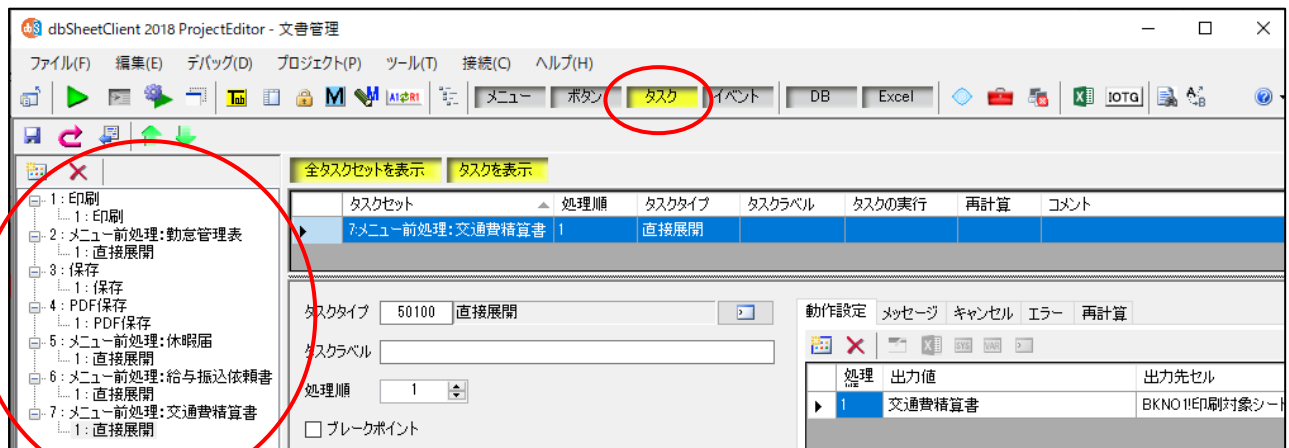 dbSheetClient 2018 ProjectEditor - 文書管理
ファイル(F) 編集(E) デバッグ(D) プロジェクト(P) ツール(T) 接続(C) ヘルプ(H)
Tab M M A1⇄R1 メニュー ボタン タスク イベント DB Excel IOTG
全タスクセットを表示 タスクを表示
1 : 印刷
1 : 印刷
2 : メニュー前処理:勤怠管理表
1 : 直接展開
3 : 保存
1 : 保存
4 : PDF保存
1 : PDF保存
5 : メニュー前処理:休暇届
1 : 直接展開
6 : メニュー前処理:給与振込依頼書
1 : 直接展開
7 : メニュー前処理:交通費精算書
1 : 直接展開
タスクセット 処理順 タスクタイプ タスクラベル タスクの実行 再計算 コメント
7:メニュー前処理:交通費精算書 1 直接展開
タスクタイプ 50100 直接展開
タスクラベル
処理順 1
ブレークポイント
動作設定 メッセージ キャンセル エラー 再計算
SYS VAR
処理 出力値 出力先セル
1 交通費精算書 BKNO1!印刷対象シート